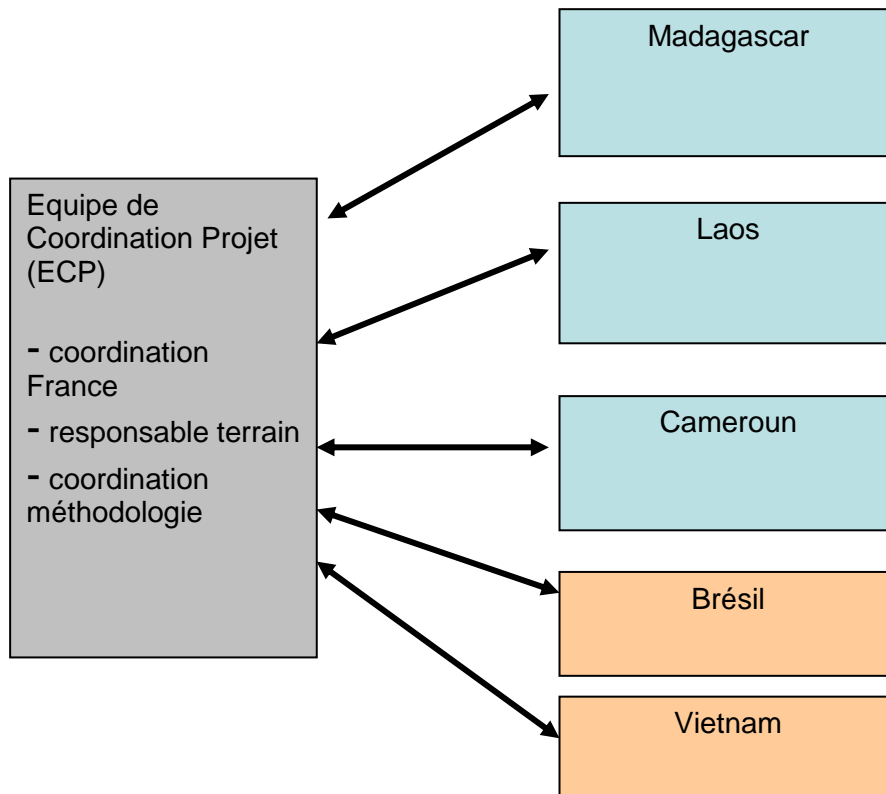 Equipe de
Coordination Projet
(ECP)
- coordination
France
- responsable terrain
- coordination
méthodologie
Madagascar
Laos
Cameroun
Brésil
Vietnam